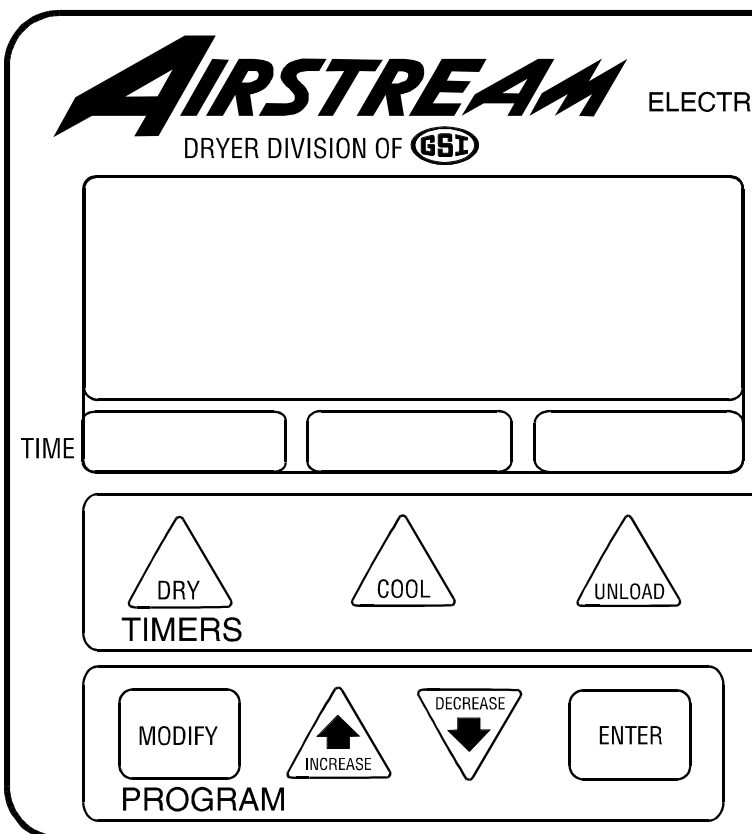 AIRSTREAM
ELECTR
DRYER DIVISION OF GSI
TIME
DRY
COOL
UNLOAD
TIMERS
MODIFY
INCREASE
DECREASE
ENTER
PROGRAM